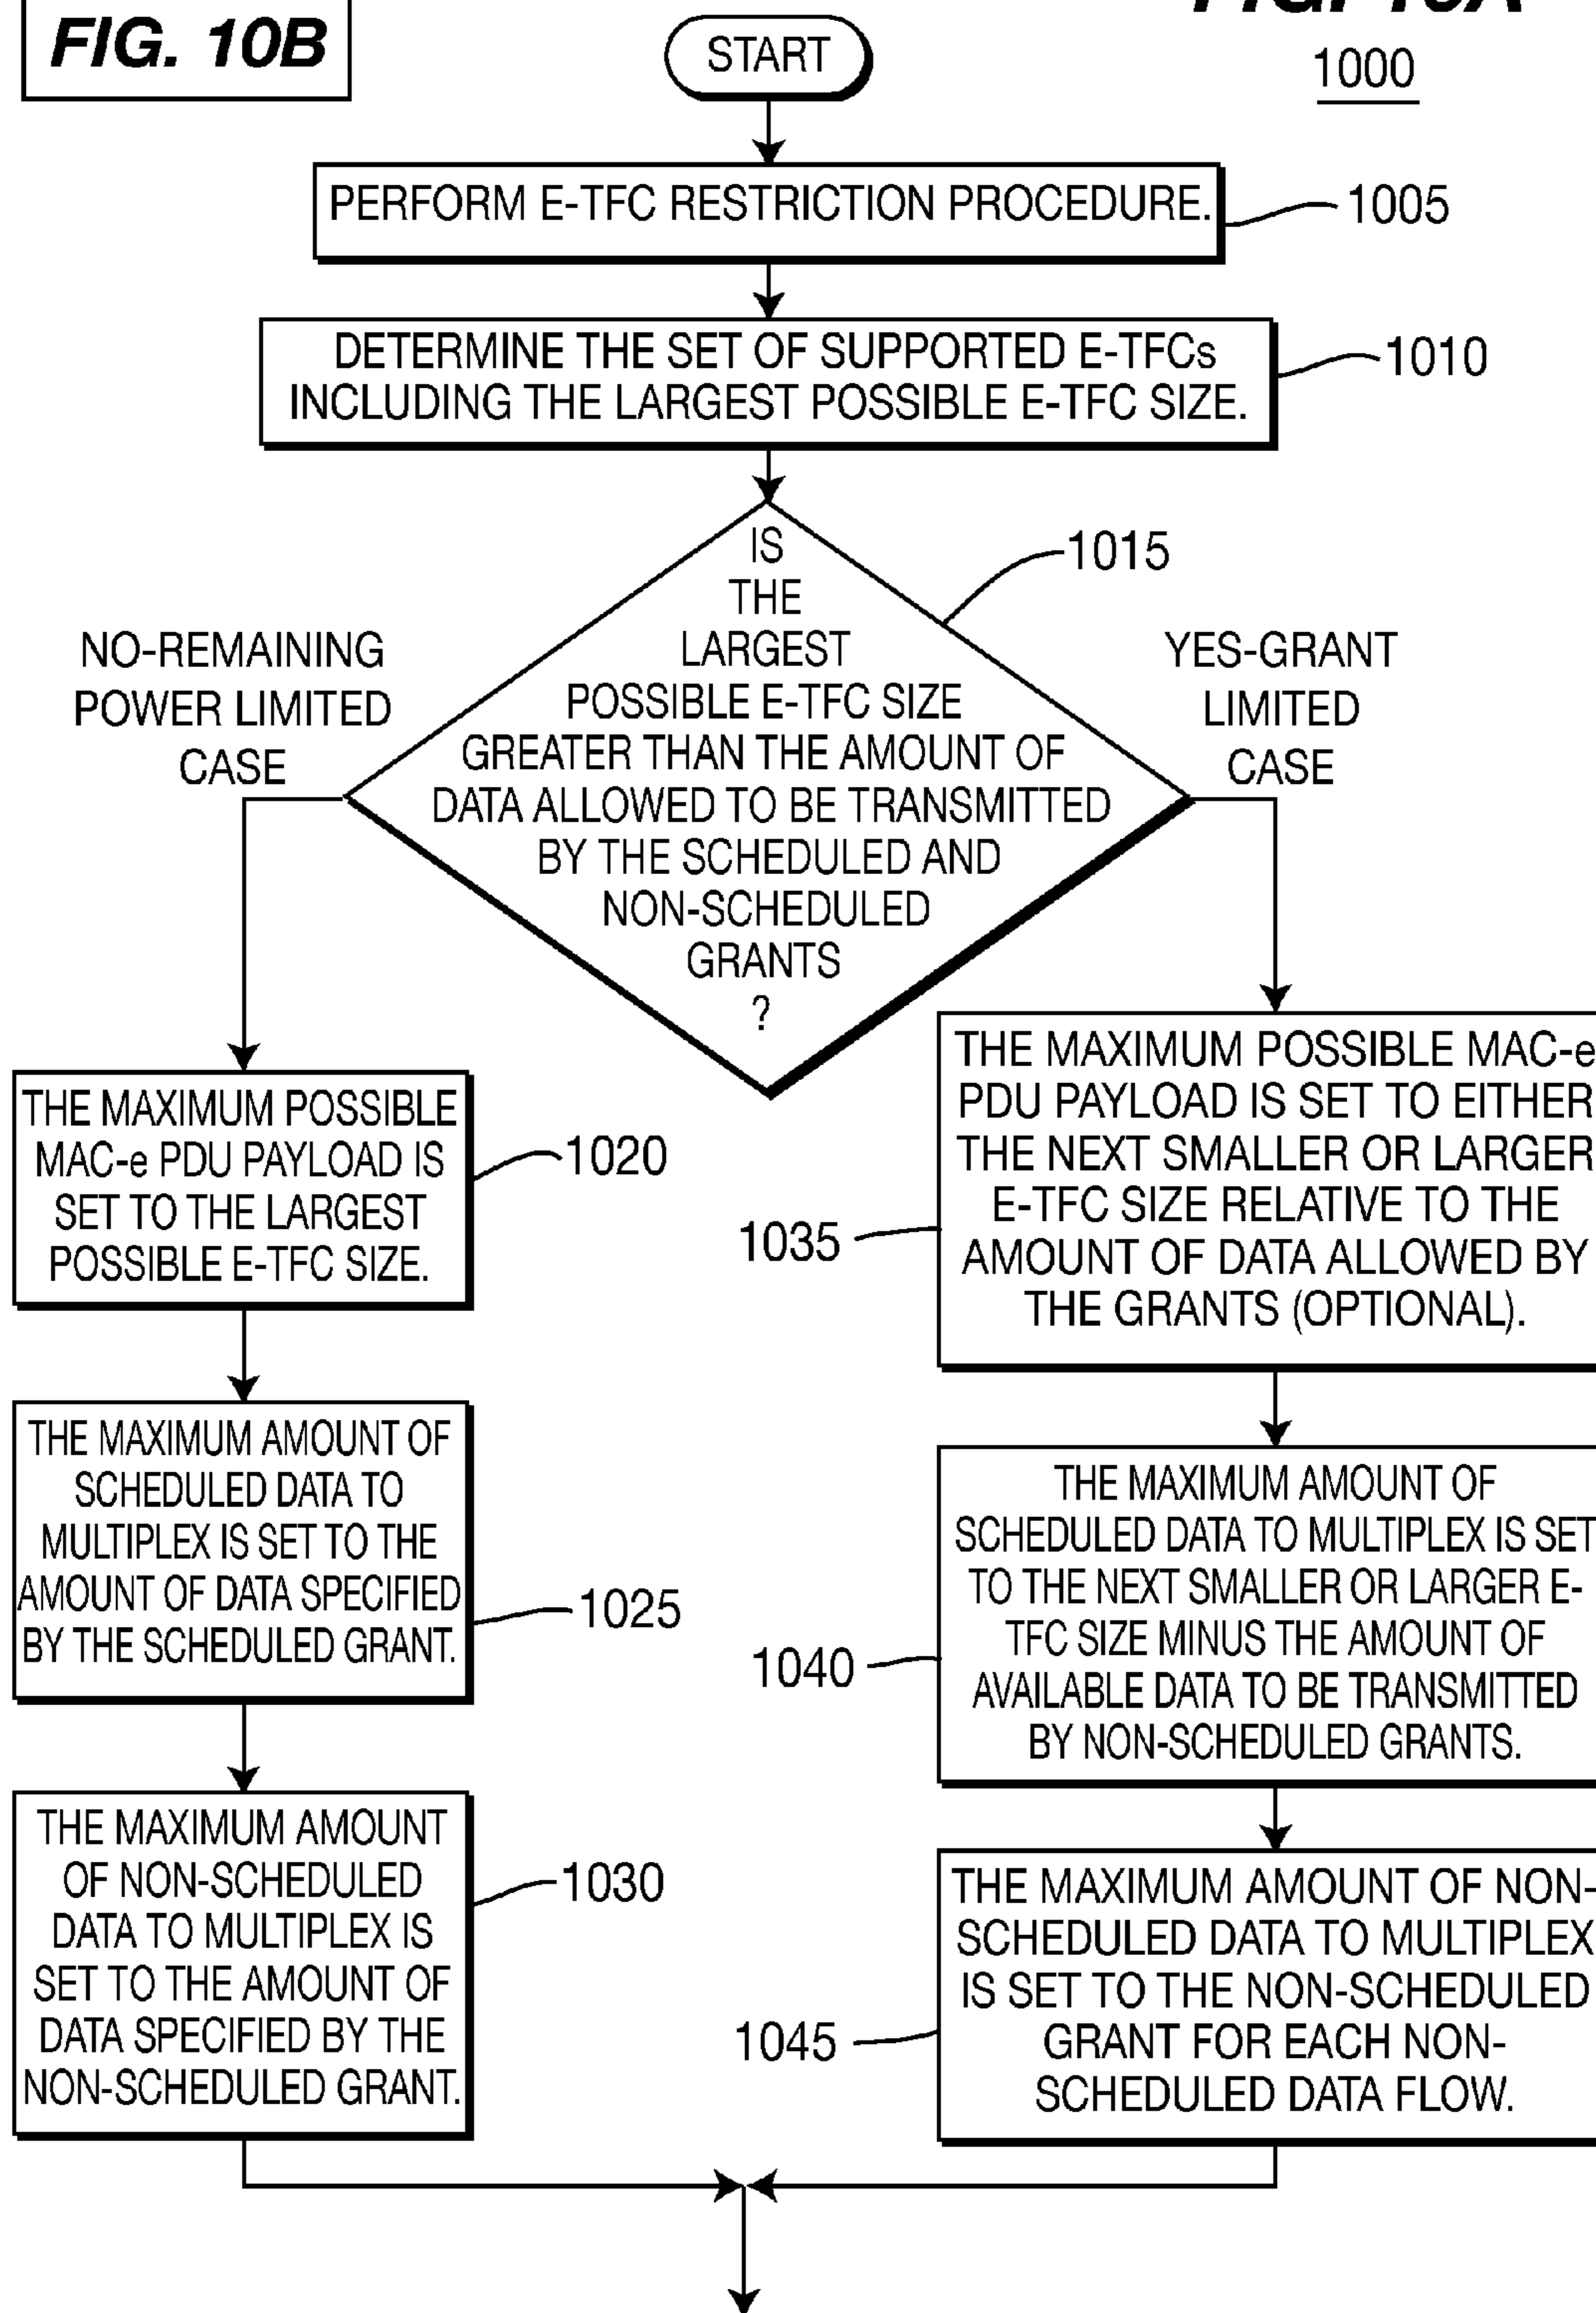 FIG. 10B
FIG. 10A
1000
START
PERFORM E-TFC RESTRICTION PROCEDURE.
1005
DETERMINE THE SET OF SUPPORTED E-TFCs
INCLUDING THE LARGEST POSSIBLE E-TFC SIZE.
1010
IS
THE
LARGEST
POSSIBLE E-TFC SIZE
GREATER THAN THE AMOUNT OF
DATA ALLOWED TO BE TRANSMITTED
BY THE SCHEDULED AND
NON-SCHEDULED
GRANTS
?
1015
NO-REMAINING
POWER LIMITED
CASE
YES-GRANT
LIMITED
CASE
THE MAXIMUM POSSIBLE
MAC-e PDU PAYLOAD IS
SET TO THE LARGEST
POSSIBLE E-TFC SIZE.
1020
THE MAXIMUM AMOUNT OF
SCHEDULED DATA TO
MULTIPLEX IS SET TO THE
AMOUNT OF DATA SPECIFIED
BY THE SCHEDULED GRANT.
1025
THE MAXIMUM AMOUNT
OF NON-SCHEDULED
DATA TO MULTIPLEX IS
SET TO THE AMOUNT OF
DATA SPECIFIED BY THE
NON-SCHEDULED GRANT.
1030
THE MAXIMUM POSSIBLE MAC-e
PDU PAYLOAD IS SET TO EITHER
THE NEXT SMALLER OR LARGER
E-TFC SIZE RELATIVE TO THE
AMOUNT OF DATA ALLOWED BY
THE GRANTS (OPTIONAL).
1035
THE MAXIMUM AMOUNT OF
SCHEDULED DATA TO MULTIPLEX IS SET
TO THE NEXT SMALLER OR LARGER E-
TFC SIZE MINUS THE AMOUNT OF
AVAILABLE DATA TO BE TRANSMITTED
BY NON-SCHEDULED GRANTS.
1040
THE MAXIMUM AMOUNT OF NON-
SCHEDULED DATA TO MULTIPLEX
IS SET TO THE NON-SCHEDULED
GRANT FOR EACH NON-
SCHEDULED DATA FLOW.
1045